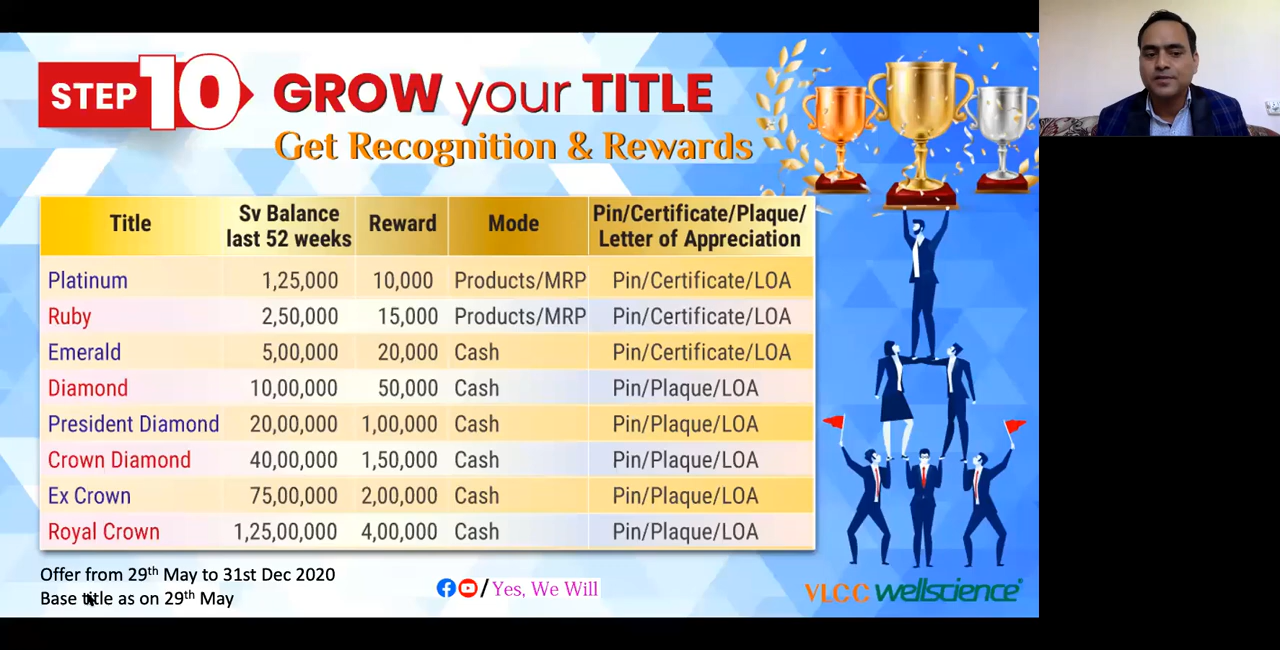 STEP 10 GROW your TITLE
Get Recognition & Rewards
Title Sv Balance last 52 weeks Reward Mode Pin/Certificate/Plaque/ Letter of Appreciation
Platinum 1,25,000 10,000 Products/MRP Pin/Certificate/LOA
Ruby 2,50,000 15,000 Products/MRP Pin/Certificate/LOA
Emerald 5,00,000 20,000 Cash Pin/Certificate/LOA
Diamond 10,00,000 50,000 Cash Pin/Plaque/LOA
President Diamond 20,00,000 1,00,000 Cash Pin/Plaque/LOA
Crown Diamond 40,00,000 1,50,000 Cash Pin/Plaque/LOA
Ex Crown 75,00,000 2,00,000 Cash Pin/Plaque/LOA
Royal Crown 1,25,00,000 4,00,000 Cash Pin/Plaque/LOA
Offer from 29th May to 31st Dec 2020
Base title as on 29th May
/ Yes, We Will
VLCC wellscience